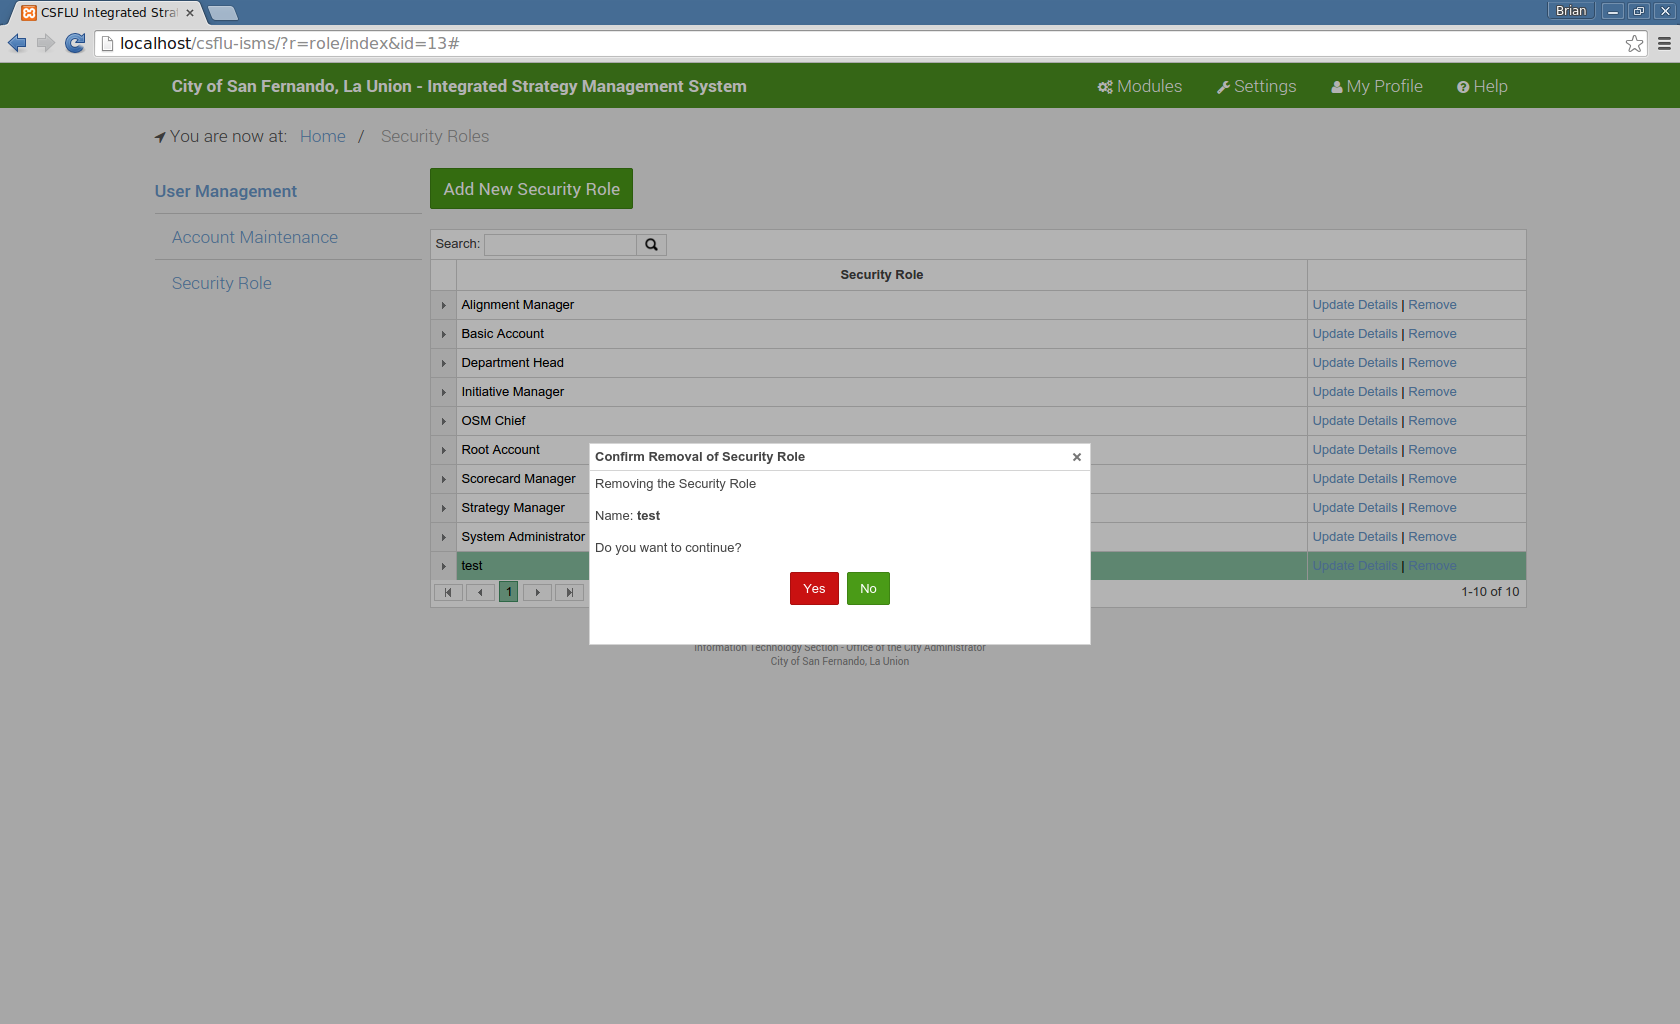 CSFLU Integrated Stra
Brian
localhost/csflu-isms/?r=role/index&id=13#
City of San Fernando, La Union - Integrated Strategy Management System
Modules
Settings
My Profile
Help
You are now at: Home / Security Roles
User Management
Account Maintenance
Security Role
Add New Security Role
Search:
Security Role
Alignment Manager Update Details | Remove
Basic Account Update Details | Remove
Department Head Update Details | Remove
Initiative Manager Update Details | Remove
OSM Chief Update Details | Remove
Root Account Update Details | Remove
Scorecard Manager Update Details | Remove
Strategy Manager Update Details | Remove
System Administrator Update Details | Remove
test Update Details | Remove
1
1-10 of 10
Confirm Removal of Security Role
Removing the Security Role
Name: test
Do you want to continue?
Yes
No
Information Technology Section - Office of the City Administrator
City of San Fernando, La Union